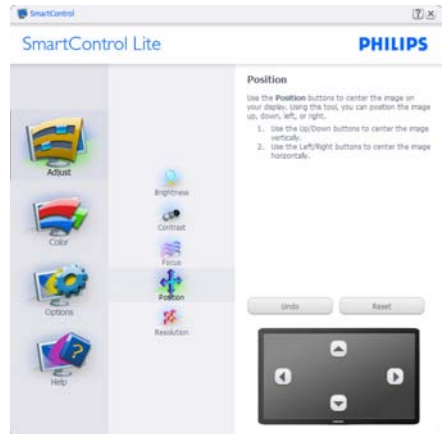 SmartControl
SmartControl Lite
PHILIPS
Adjust
Color
Options
Help
Brightness
Contrast
Focus
Position
Resolution
Position
Use the Position buttons to center the image on
your display. Using this tool, you can position the image
up, down, left, or right.
1. Use the Up/Down buttons to center the image
vertically.
2. Use the Left/Right buttons to center the image
horizontally.
Undo
Reset